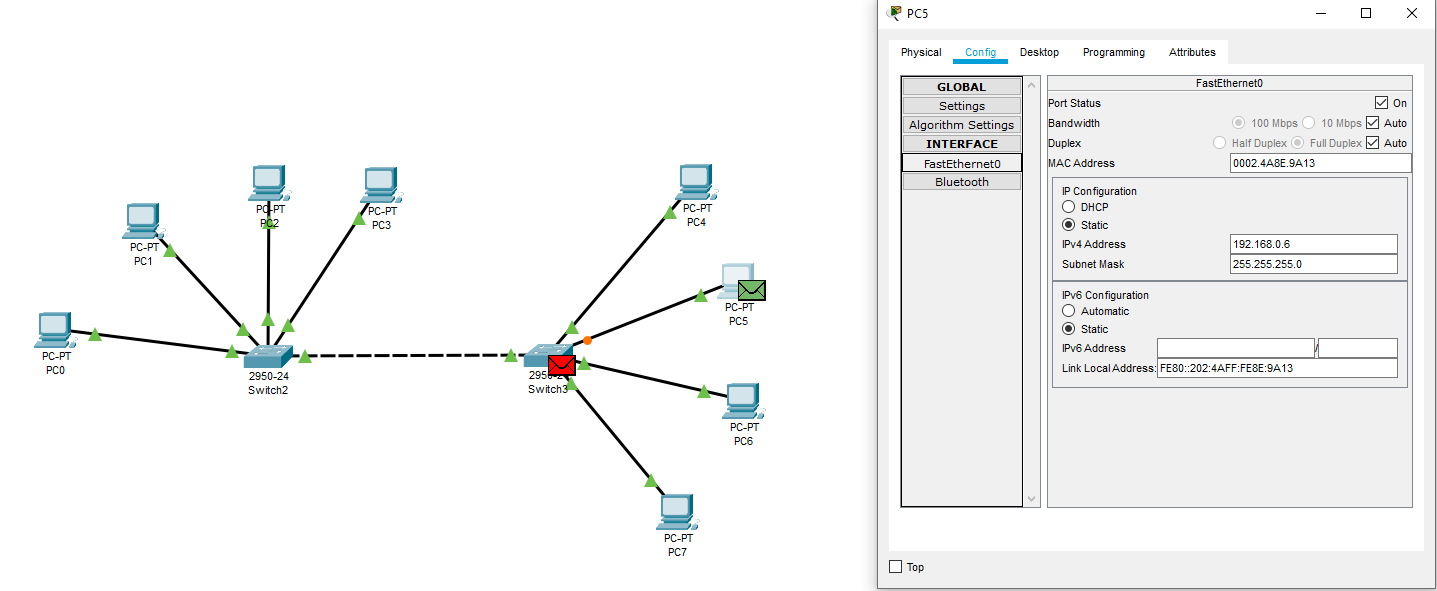 PC-PT
PC2
PC-PT
PC3
PC-PT
PC1
PC-PT
PC4
PC-PT
PC5
PC-PT
PC0
2950-24
Switch2
2950-2
Switch3
PC-PT
PC6
PC-PT
PC7
PC5
Physical Config Desktop Programming Attributes
GLOBAL
Settings
Algorithm Settings
INTERFACE
FastEthernet0
Bluetooth
FastEthernet0
Port Status On
Bandwidth 100 Mbps 10 Mbps Auto
Duplex Half Duplex Full Duplex Auto
MAC Address 0002.4A8E.9A13
IP Configuration
DHCP
Static
IPv4 Address 192.168.0.6
Subnet Mask 255.255.255.0
IPv6 Configuration
Automatic
Static
IPv6 Address /
Link Local Address: FE80::202:4AFF:FE8E:9A13
Top